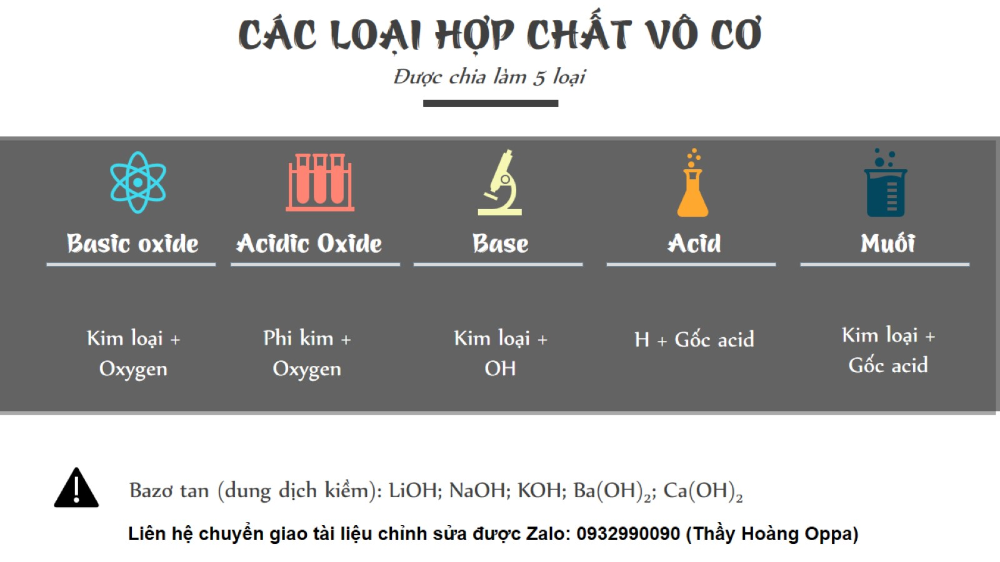 CÁC LOẠI HỢP CHẤT VÔ CƠ
Được chia làm 5 loại
Basic oxide
Kim loại +
Oxygen
Acidic Oxide
Phi kim +
Oxygen
Base
Kim loại +
OH
Acid
H + Gốc acid
Muối
Kim loại +
Gốc acid
Bazơ tan (dung dịch kiềm): LiOH; NaOH; KOH; Ba(OH)₂; Ca(OH)₂
Liên hệ chuyển giao tài liệu chỉnh sửa được Zalo: 0932990090 (Thầy Hoàng Oppa)